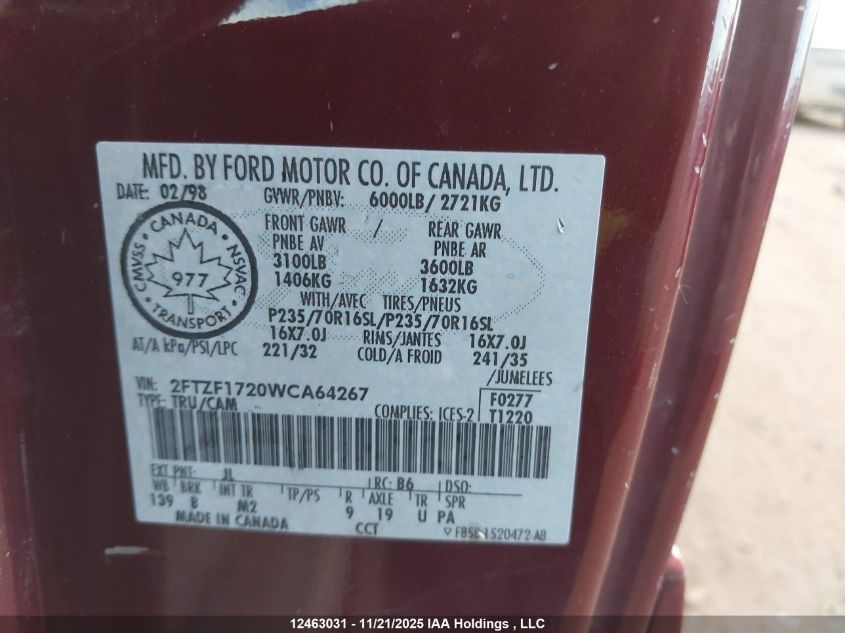 MFD. BY FORD MOTOR CO. OF CANADA, LTD.
DATE: 02/98 GVWR/PNBV: 6000LB/ 2721KG
FRONT GAWR / REAR GAWR
PNBE AV PNBE AR
3100LB 3600LB
1406KG 1632KG
WITH/AVEC TIRES/PNEUS
P235/70R16SL/P235/70R16SL
16X7.0J RINS/JANTES 16X7.0J
AT/A kPa/PSI/LPC 221/32 COLD/A FROID 241/35
/JUMELEES
CANADA
CMVSS NSVAC
977
TRANSPORT
VIN: 2FTZF1720WCA64267 F0277
TYPE: TRU/CAM COMPLIES: ICES-2 T1220
EXT PNT: JL RC: B6 DSO:
WB BRK INT TR TP/PS R AXLE TR SPR
139 B M2 9 19 U PA
MADE IN CANADA CCT F85B 1520472 AB
12463031 - 11/21/2025 IAA Holdings , LLC